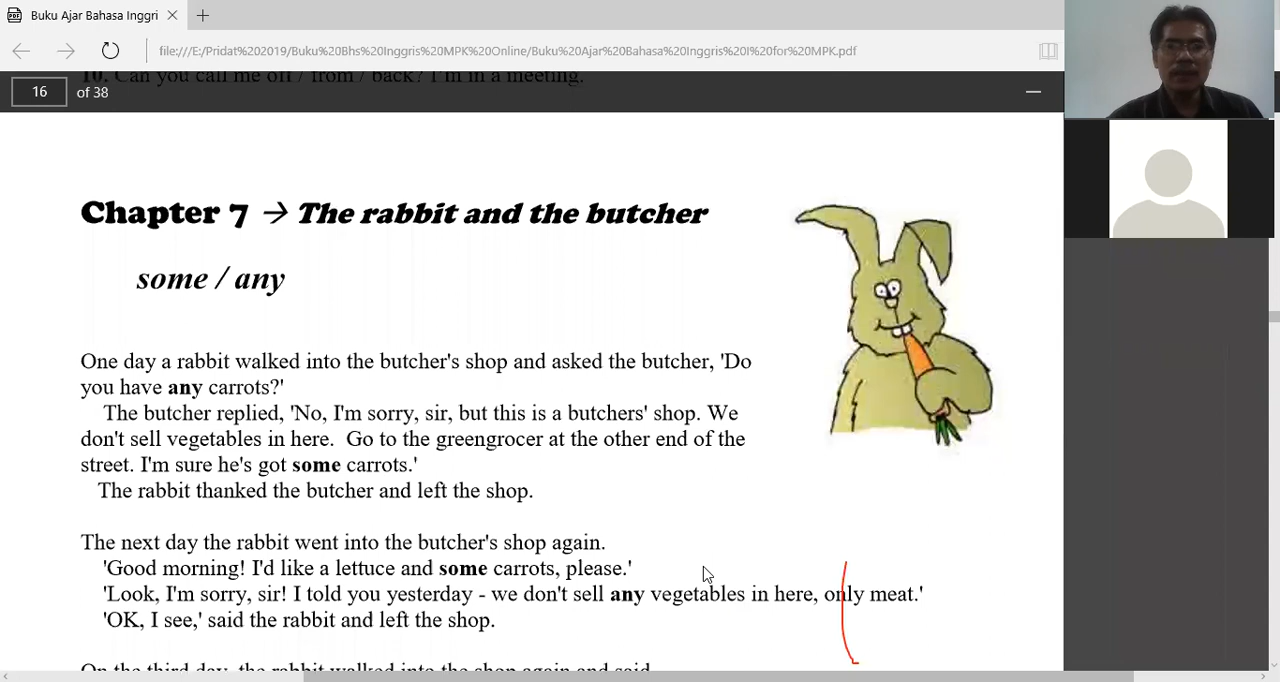 Buku Ajar Bahasa Inggri
file:///E:/Pridat%202019/Buku%20Bhs%20Inggris%20MPK%20Online/Buku%20Ajar%20Bahasa%20Inggris%20I%20for%20MPK.pdf
10. Can you call me off / from / back? I'm in a meeting.
16 of 38
Chapter 7 → The rabbit and the butcher
some / any
One day a rabbit walked into the butcher's shop and asked the butcher, 'Do
you have any carrots?'
The butcher replied, 'No, I'm sorry, sir, but this is a butchers' shop. We
don't sell vegetables in here. Go to the greengrocer at the other end of the
street. I'm sure he's got some carrots.'
The rabbit thanked the butcher and left the shop.
The next day the rabbit went into the butcher's shop again.
'Good morning! I'd like a lettuce and some carrots, please.'
'Look, I'm sorry, sir! I told you yesterday - we don't sell any vegetables in here, only meat.'
'OK, I see,' said the rabbit and left the shop.
On the third day, the rabbit walked into the shop again and said